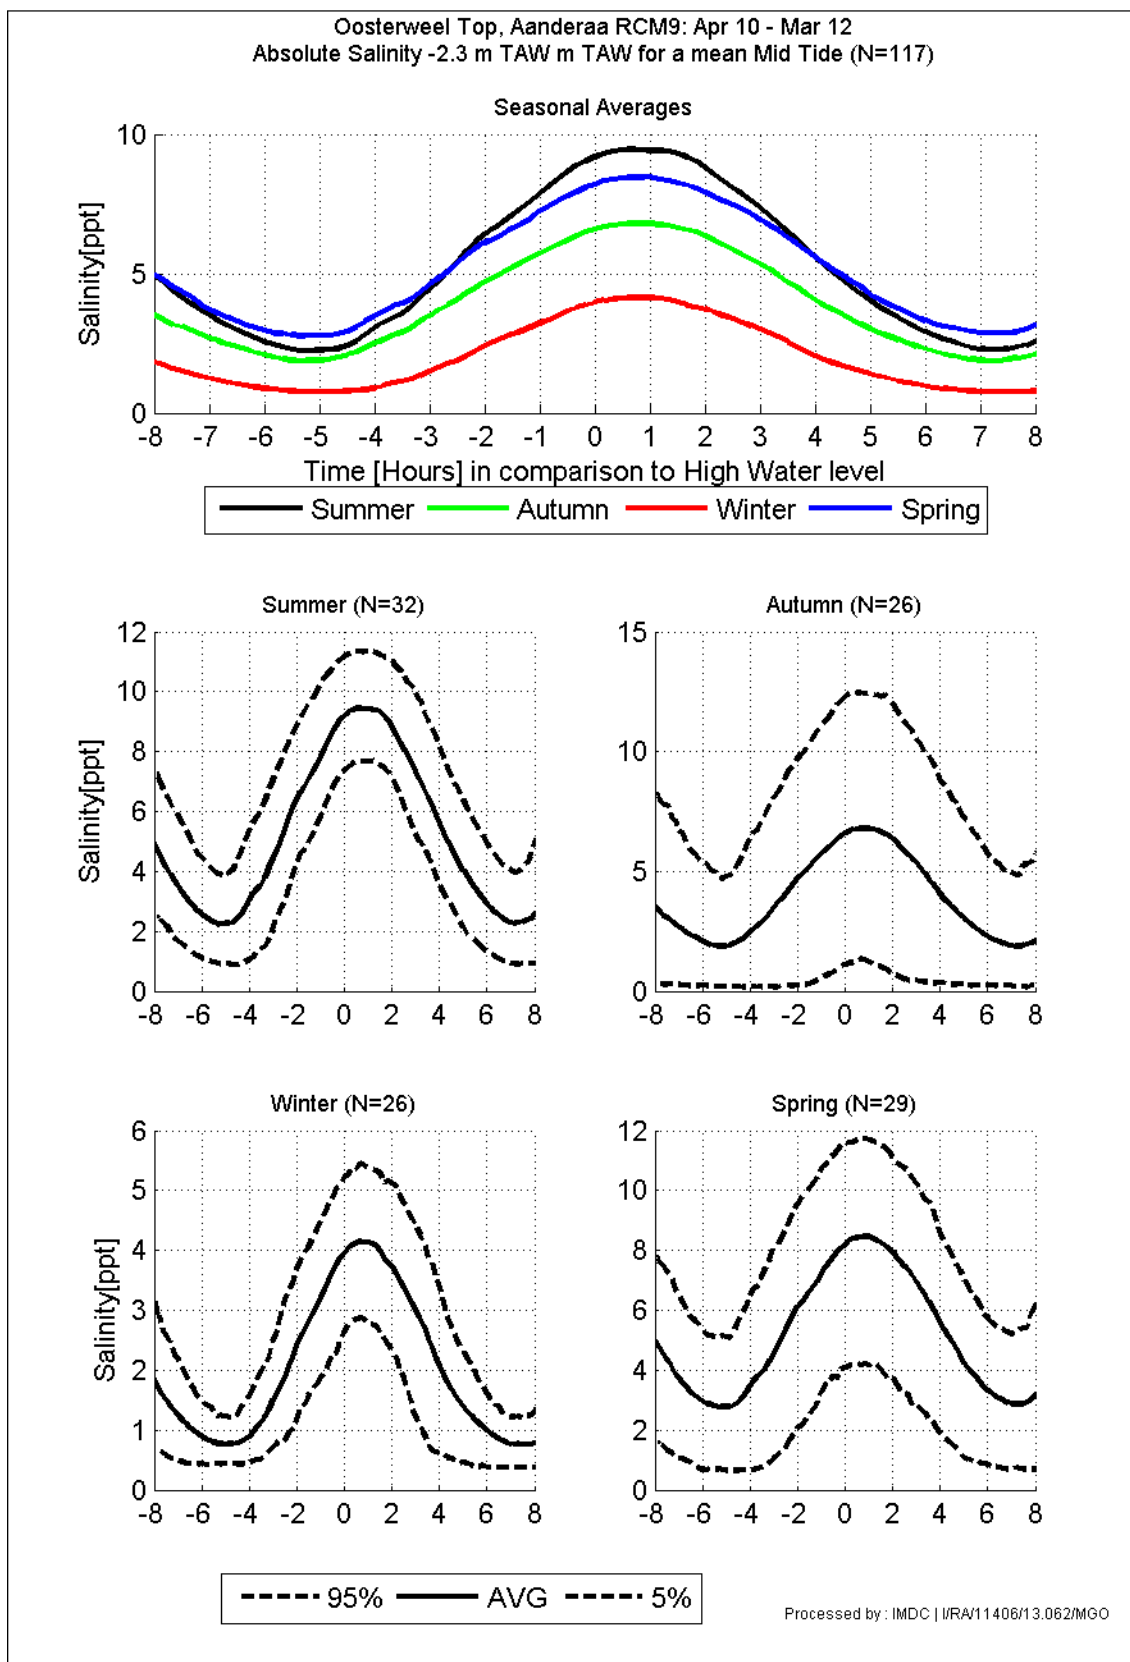 Oosterweel Top, Aanderaa RCM9: Apr 10 - Mar 12
Absolute Salinity -2.3 m TAW m TAW for a mean Mid Tide (N=117)
Seasonal Averages
10
5
0
Salinity[ppt]
-8 -7 -6 -5 -4 -3 -2 -1 0 1 2 3 4 5 6 7 8
Time [Hours] in comparison to High Water level
Summer Autumn Winter Spring
Summer (N=32)
12
10
8
6
4
2
0
Salinity[ppt]
-8 -6 -4 -2 0 2 4 6 8
Autumn (N=26)
15
10
5
0
-8 -6 -4 -2 0 2 4 6 8
Winter (N=26)
6
5
4
3
2
1
0
Salinity[ppt]
-8 -6 -4 -2 0 2 4 6 8
Spring (N=29)
12
10
8
6
4
2
0
-8 -6 -4 -2 0 2 4 6 8
95% AVG 5%
Processed by : IMDC | I/RA/11406/13.062/MGO